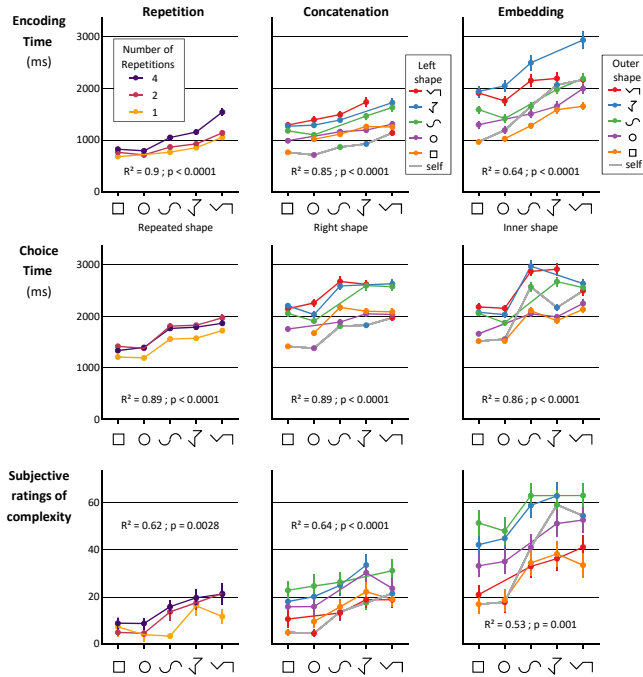 Encoding
Time
(ms)
Repetition
Concatenation
Embedding
3000
2000
1000
0
Number of
Repetitions
4
2
1
R² = 0.9 ; p < 0.0001
Repeated shape
Left
shape
self
R² = 0.85 ; p < 0.0001
Right shape
Outer
shape
self
R² = 0.64 ; p < 0.0001
Inner shape
Choice
Time
(ms)
3000
2000
1000
0
R² = 0.89 ; p < 0.0001
R² = 0.89 ; p < 0.0001
R² = 0.86 ; p < 0.0001
Subjective
ratings of
complexity
60
40
20
0
R² = 0.62 ; p = 0.0028
R² = 0.64 ; p < 0.0001
R² = 0.53 ; p = 0.001